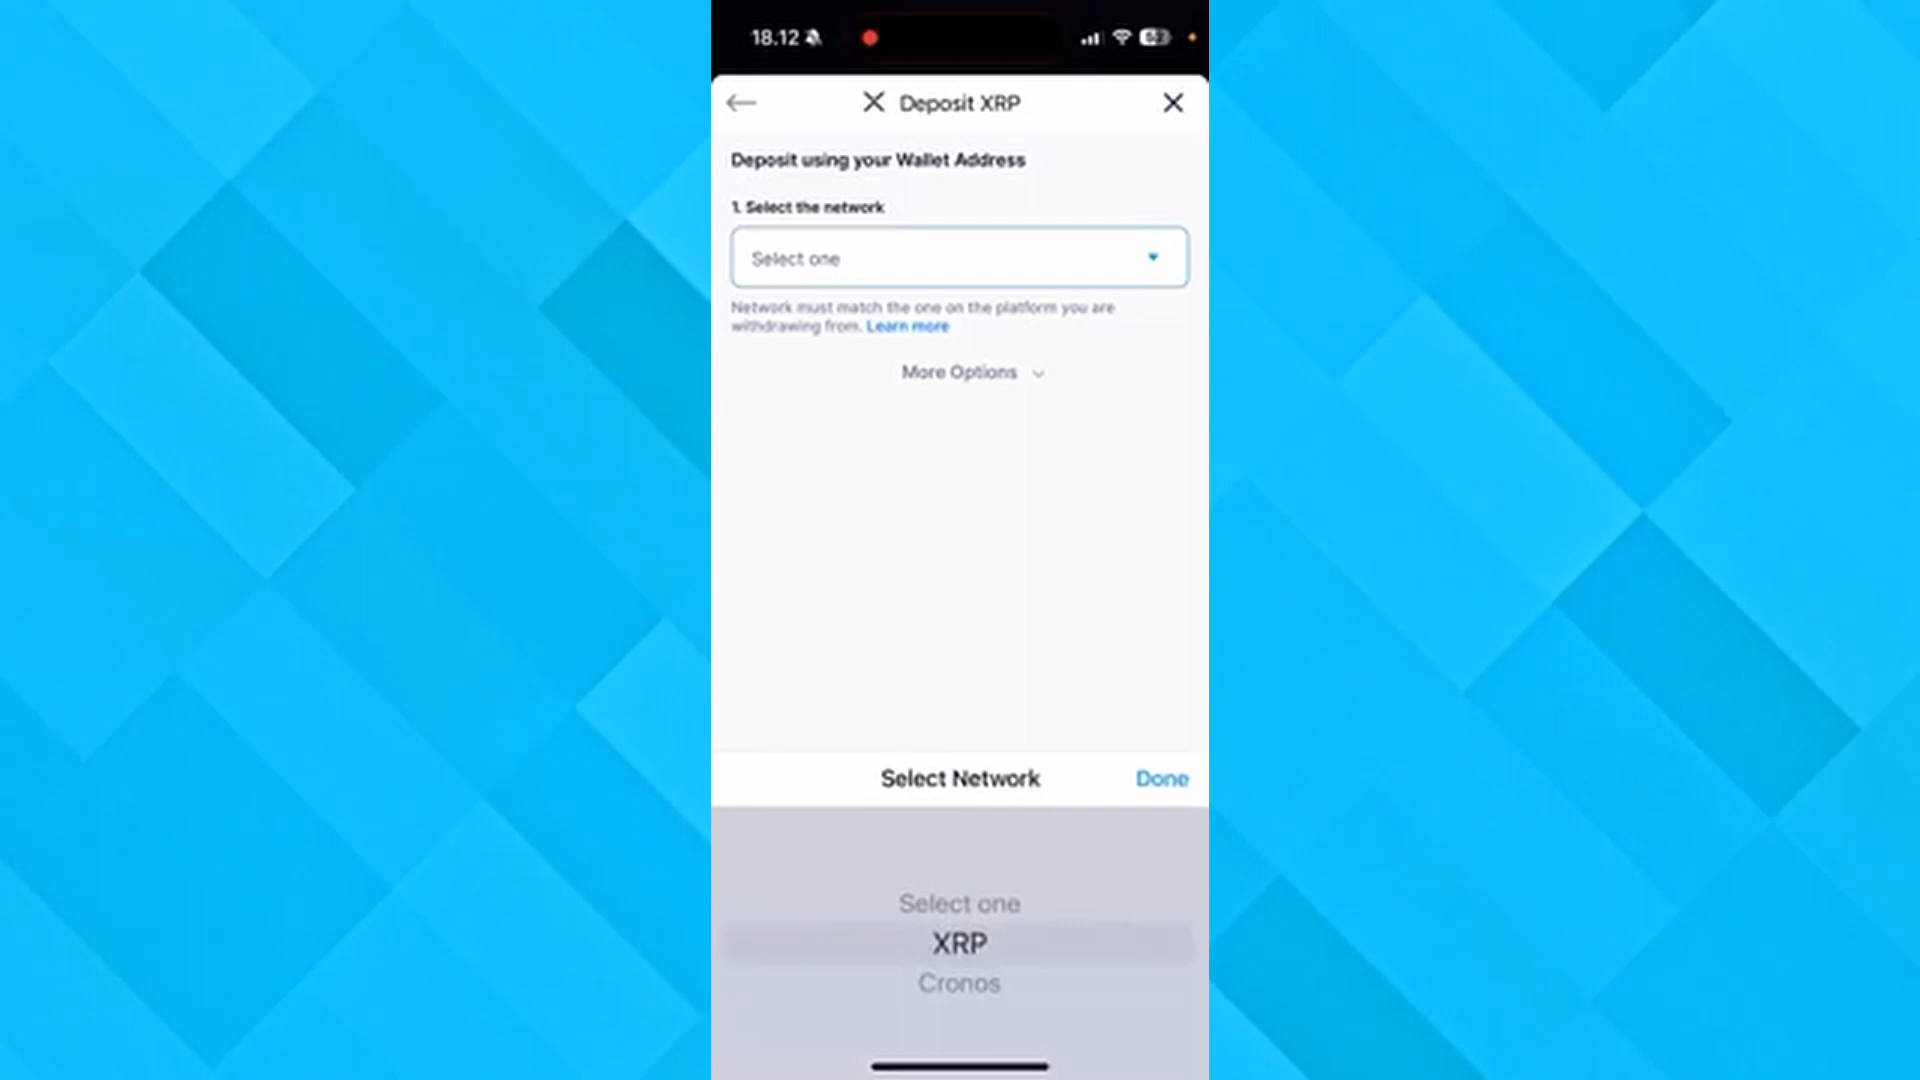 18.12
Deposit XRP
Deposit using your Wallet Address
1. Select the network
Select one
Network must match the one on the platform you are
withdrawing from. Learn more
More Options
Select Network
Done
Select one
XRP
Cronos